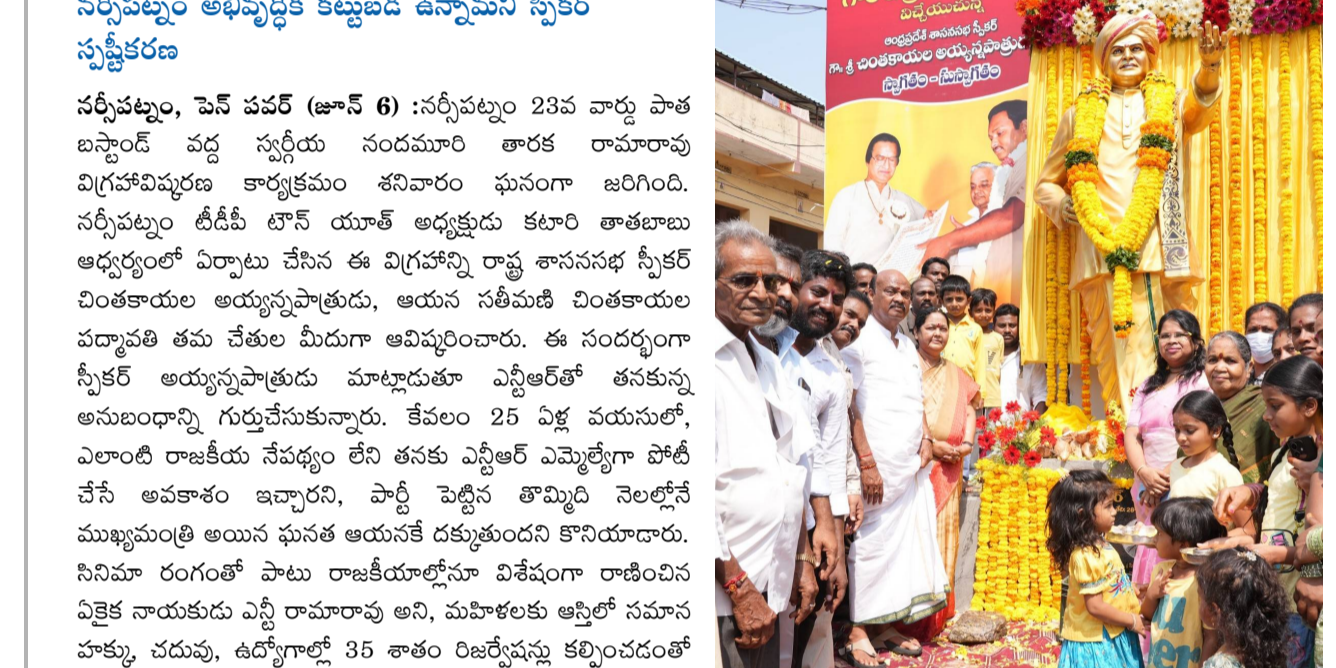 నర్సీపట్నం అభివృద్ధికి కట్టుబడి ఉన్నామని స్పీకర్
స్పష్టీకరణ
నర్సీపట్నం, పెన్ పవర్ (జూన్ 6) :నర్సీపట్నం 23వ వార్డు పాత
బస్టాండ్ వద్ద స్వర్గీయ నందమూరి తారక రామారావు
విగ్రహావిష్కరణ కార్యక్రమం శనివారం ఘనంగా జరిగింది.
నర్సీపట్నం టీడీపీ టౌన్ యూత్ అధ్యక్షుడు కటారి తాతబాబు
ఆధ్వర్యంలో ఏర్పాటు చేసిన ఈ విగ్రహాన్ని రాష్ట్ర శాసనసభ స్పీకర్
చింతకాయల అయ్యన్నపాత్రుడు, ఆయన సతీమణి చింతకాయల
పద్మావతి తమ చేతుల మీదుగా ఆవిష్కరించారు. ఈ సందర్భంగా
స్పీకర్ అయ్యన్నపాత్రుడు మాట్లాడుతూ ఎన్టీఆర్‌తో తనకున్న
అనుబంధాన్ని గుర్తుచేసుకున్నారు. కేవలం 25 ఏళ్ల వయసులో,
ఎలాంటి రాజకీయ నేపథ్యం లేని తనకు ఎన్టీఆర్ ఎమ్మెల్యేగా పోటీ
చేసే అవకాశం ఇచ్చారని, పార్టీ పెట్టిన తొమ్మిది నెలల్లోనే
ముఖ్యమంత్రి అయిన ఘనత ఆయనకే దక్కుతుందని కొనియాడారు.
సినిమా రంగంతో పాటు రాజకీయాల్లోనూ విశేషంగా రాణించిన
ఏకైక నాయకుడు ఎన్టీ రామారావు అని, మహిళలకు ఆస్తిలో సమాన
హక్కు, చదువు, ఉద్యోగాల్లో 35 శాతం రిజర్వేషన్లు కల్పించడంతో
విచ్చేయుచున్న
ఆంధ్రప్రదేశ్ శాసనసభ స్పీకర్
గౌ॥ శ్రీ చింతకాయల అయ్యన్నపాత్రుడు
స్వాగతం - సుస్వాగతం